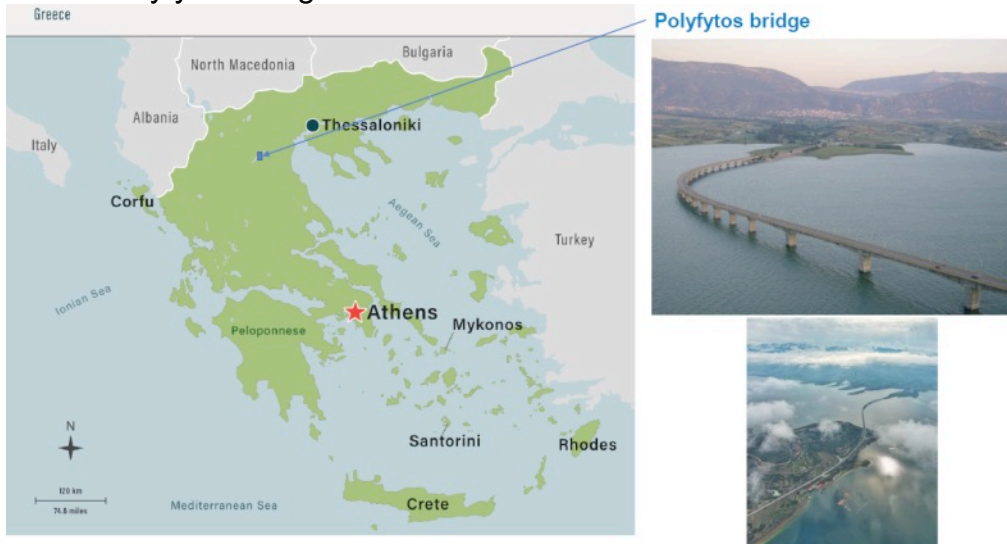 Greece
Polyfytos bridge
Bulgaria
North Macedonia
Albania
Thessaloniki
Italy
Corfu
Aegean Sea
Turkey
Ionian Sea
Athens
Peloponnese
Mykonos
N
Santorini
Rhodes
120 km
74.8 miles
Mediterranean Sea
Crete